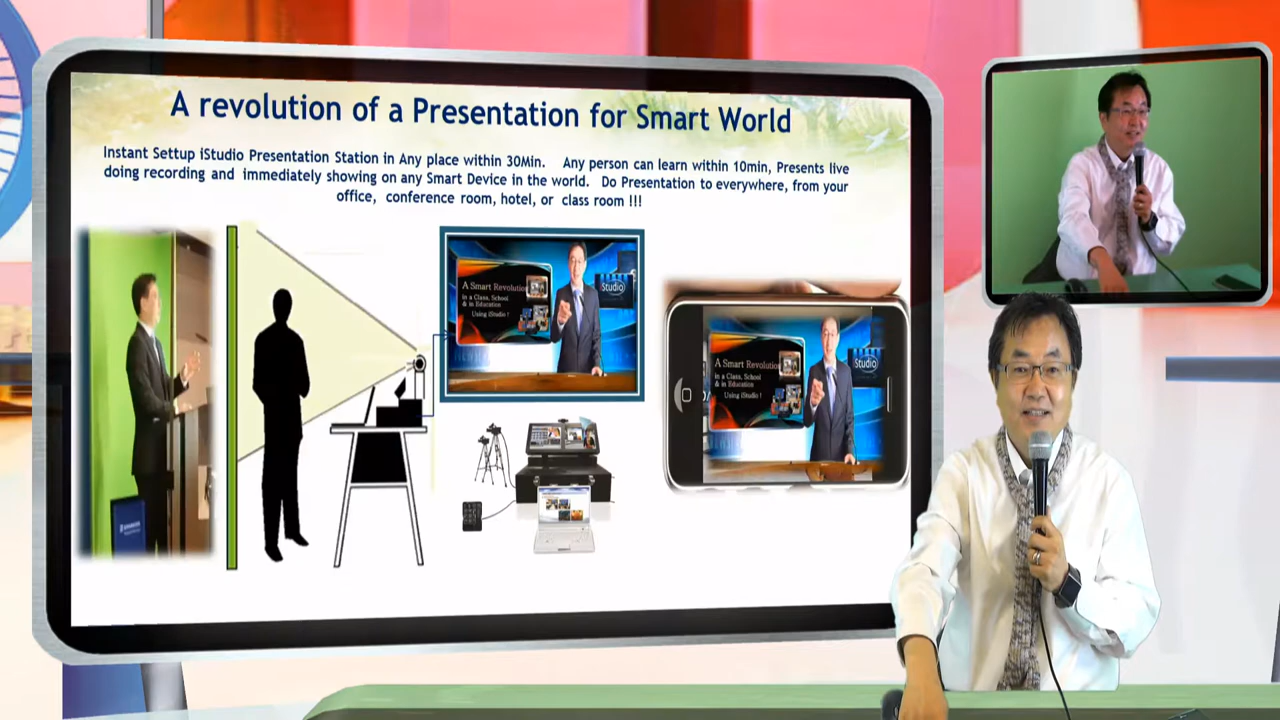 A revolution of a Presentation for Smart World
Instant Settup iStudio Presentation Station in Any place within 30Min. Any person can learn within 10min, Presents live
doing recording and immediately showing on any Smart Device in the world. Do Presentation to everywhere, from your
office, conference room, hotel, or class room !!!
A Smart Revolution
in a Class, School
& in Education
Using iStudio !
Studio
A Smart Revolution
in a Class, School
& in Education
Using iStudio !
Studio